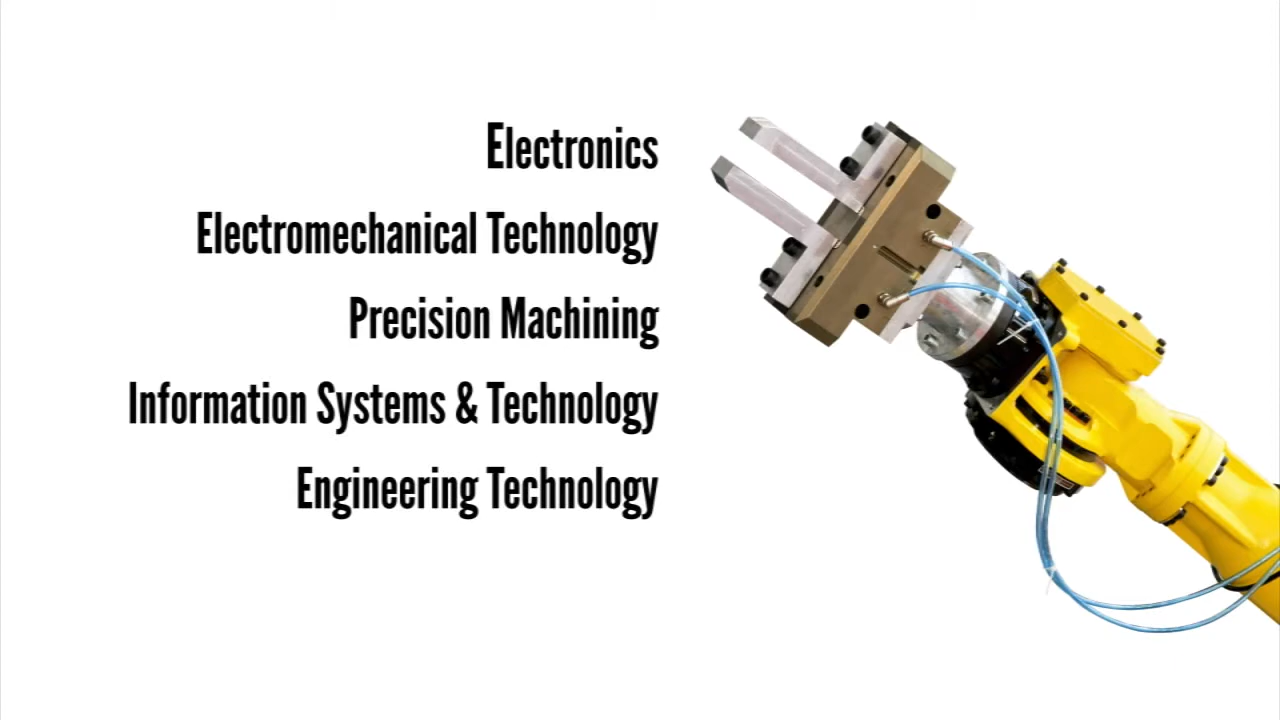 Electronics
Electromechanical Technology
Precision Machining
Information Systems & Technology
Engineering Technology